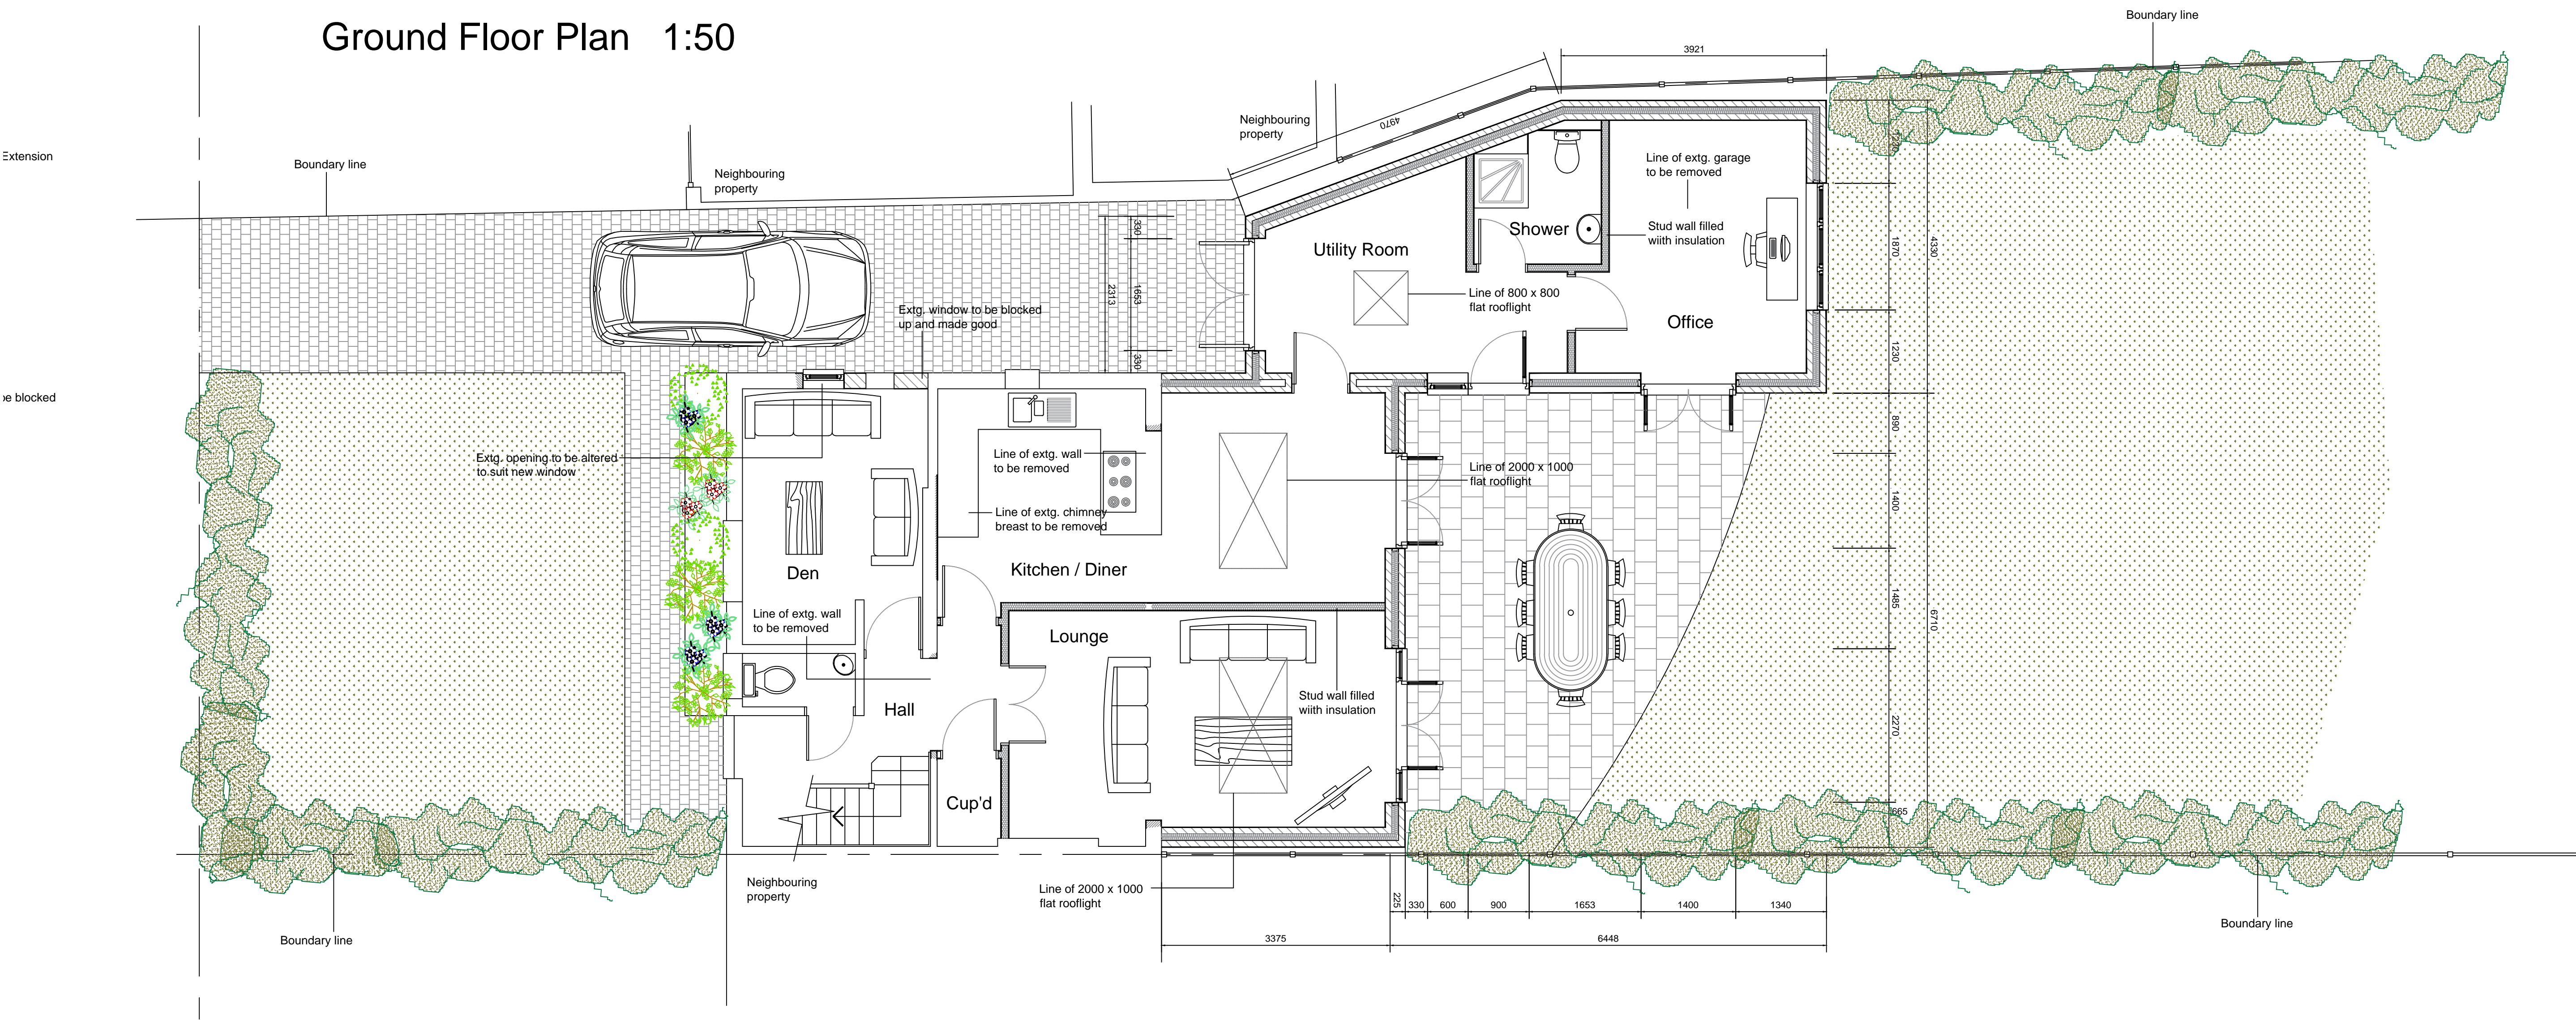 Ground Floor Plan 1:50
Boundary line
3921
Extension
Boundary line
Neighbouring
property
Neighbouring
property
4970
Line of extg. garage
to be removed
Shower
Stud wall filled
wiith insulation
Utility Room
330
1653
2313
330
1870
4330
1230
Extg. window to be blocked
up and made good
Line of 800 x 800
flat rooflight
Office
be blocked
890
1400
1485
6710
2270
665
Extg. opening to be altered
to suit new window
Line of extg. wall
to be removed
Line of 2000 x 1000
flat rooflight
Line of extg. chimney
breast to be removed
Den
Kitchen / Diner
Line of extg. wall
to be removed
Lounge
Stud wall filled
wiith insulation
Hall
Cup'd
Neighbouring
property
Line of 2000 x 1000
flat rooflight
225
330
600
900
1653
1400
1340
Boundary line
3375
6448
Boundary line